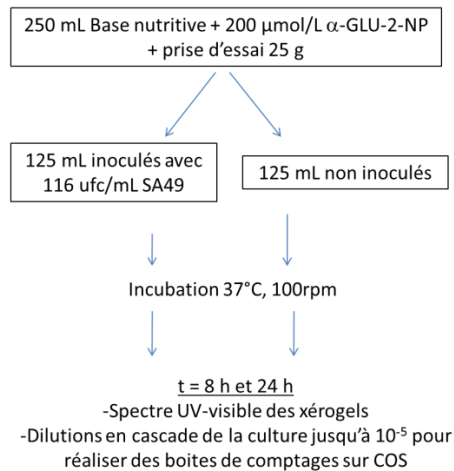 250 mL Base nutritive + 200 µmol/L α-GLU-2-NP
+ prise d’essai 25 g
125 mL inoculés avec
116 ufc/mL SA49
125 mL non inoculés
Incubation 37°C, 100rpm
t = 8 h et 24 h
-Spectre UV-visible des xérogels
-Dilutions en cascade de la culture jusqu’à 10⁻⁵ pour
réaliser des boites de comptages sur COS